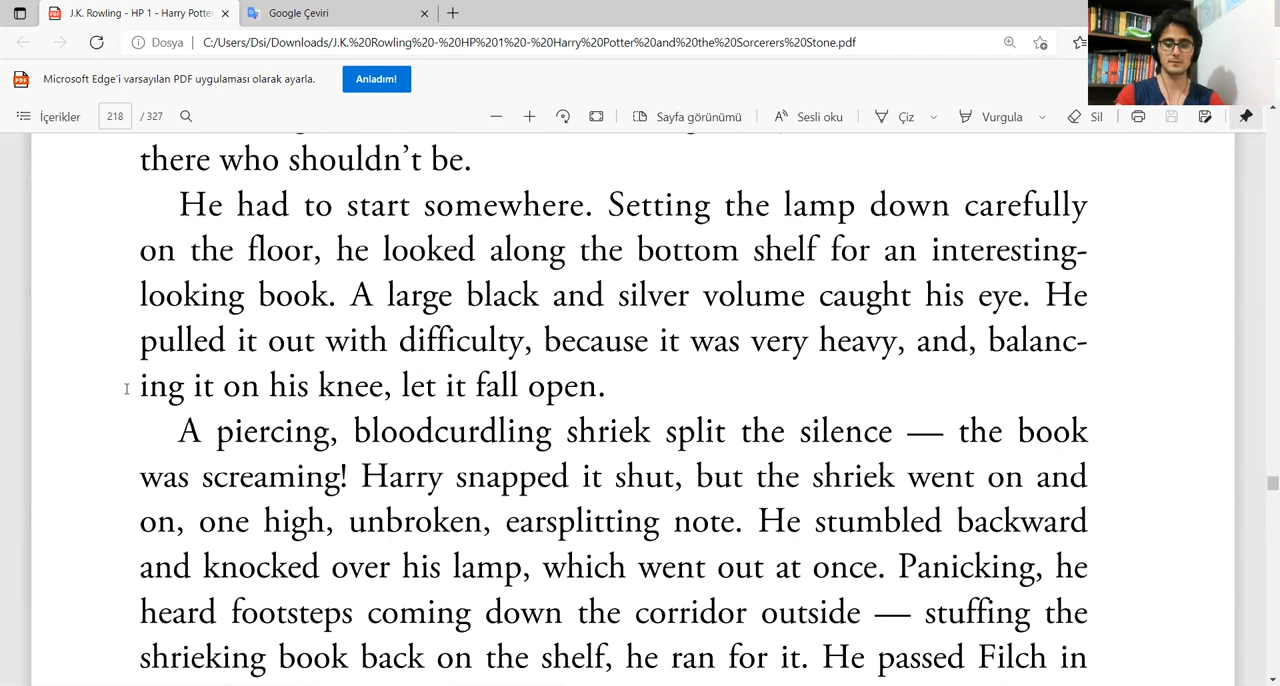 J.K. Rowling - HP 1 - Harry Potte
Google Çeviri
Dosya
C:/Users/Dsi/Downloads/J.K.%20Rowling%20-%20HP%201%20-%20Harry%20Potter%20and%20the%20Sorcerers%20Stone.pdf
Microsoft Edge'i varsayılan PDF uygulaması olarak ayarla.
Anladım!
İçerikler
218
/ 327
Sayfa görünümü
Sesli oku
Çiz
Vurgula
Sil
there who shouldn't be.
He had to start somewhere. Setting the lamp down carefully
on the floor, he looked along the bottom shelf for an interesting-
looking book. A large black and silver volume caught his eye. He
pulled it out with difficulty, because it was very heavy, and, balanc-
ing it on his knee, let it fall open.
A piercing, bloodcurdling shriek split the silence — the book
was screaming! Harry snapped it shut, but the shriek went on and
on, one high, unbroken, earsplitting note. He stumbled backward
and knocked over his lamp, which went out at once. Panicking, he
heard footsteps coming down the corridor outside — stuffing the
shrieking book back on the shelf, he ran for it. He passed Filch in